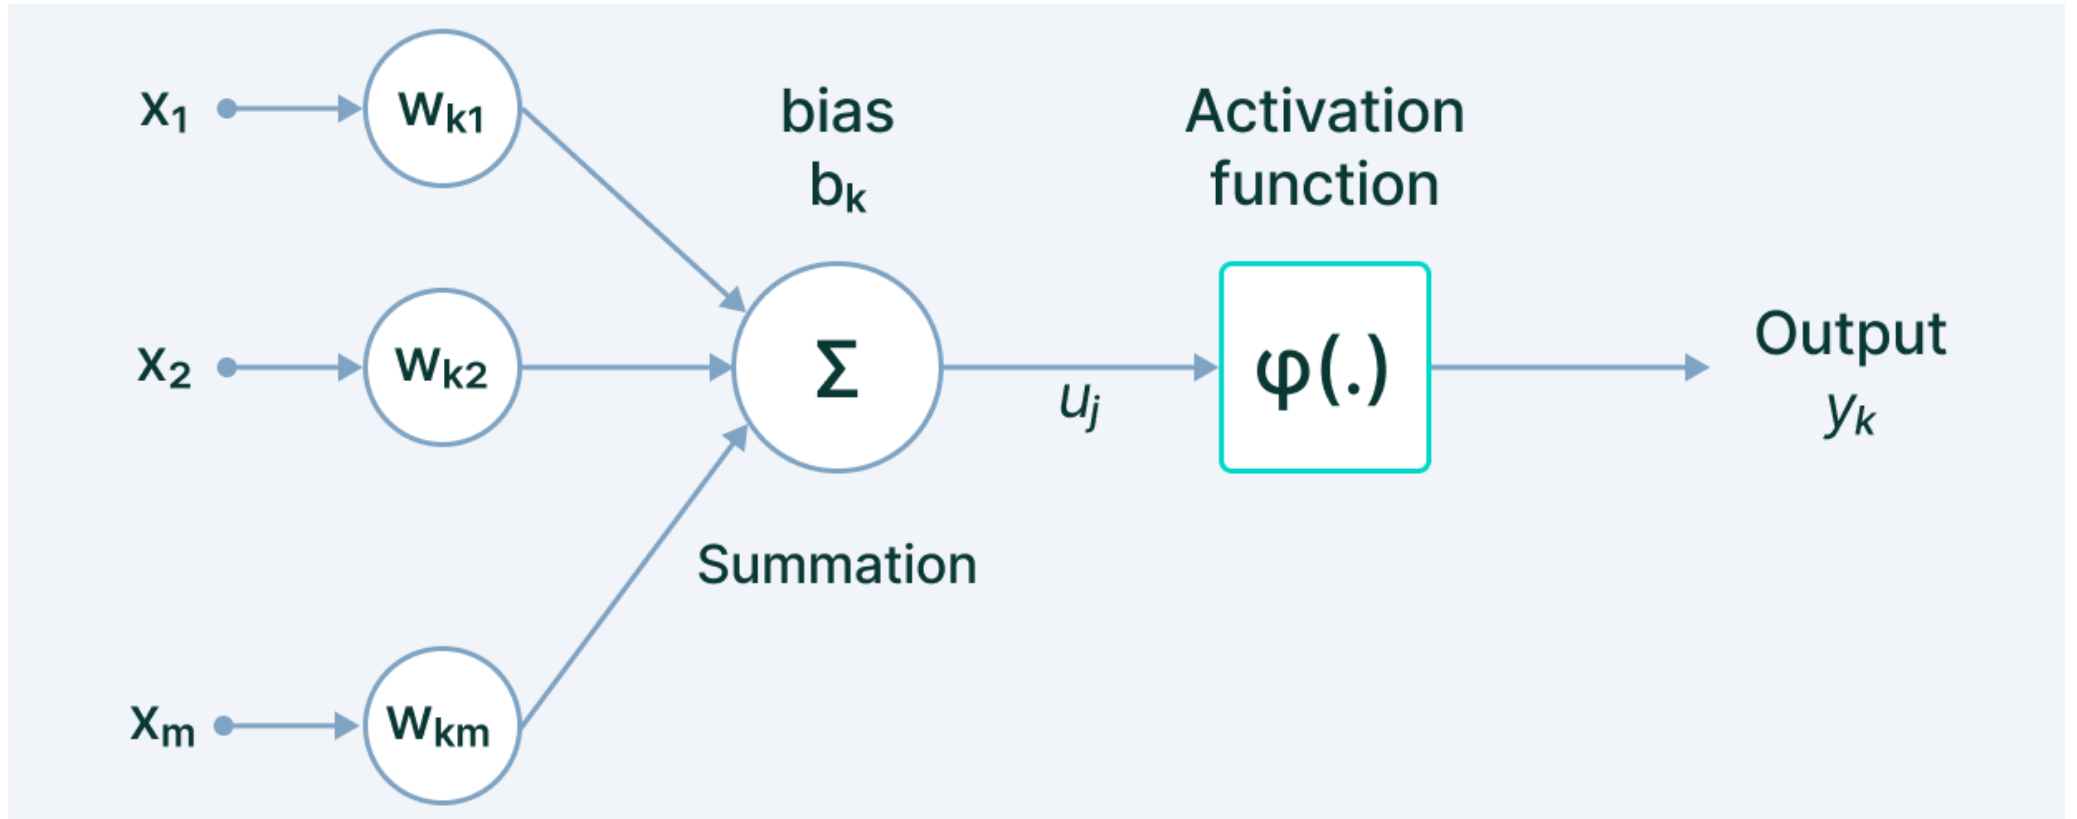 x₁
wₖ₁
bias
bₖ
Activation
function
x₂
wₖ₂
Σ
uⱼ
φ(.)
Output
yₖ
Summation
xₘ
wₖₘ